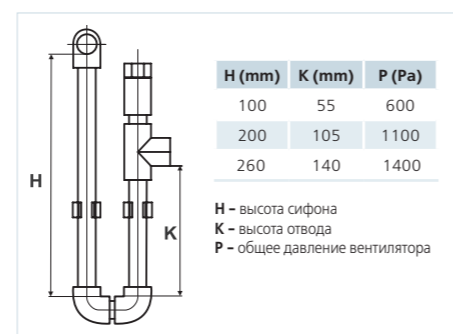 H
K
H (mm) K (mm) P (Pa)
100 55 600
200 105 1100
260 140 1400
H – высота сифона
K – высота отвода
P – общее давление вентилятора